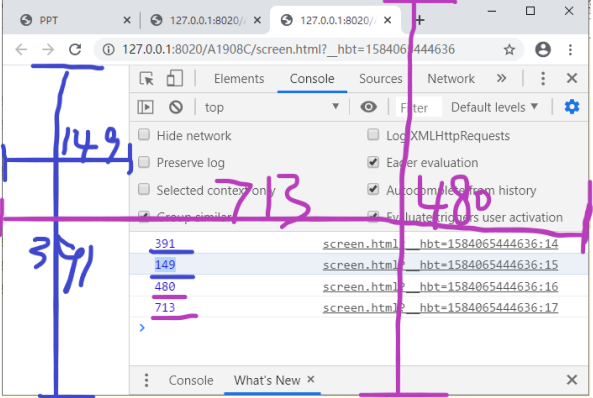 PPT × 127.0.0.1:8020/A × 127.0.0.1:8020/ × +
127.0.0.1:8020/A1908C/screen.html?__hbt=1584065444636
Elements Console Sources Network »
top Filter Default levels
Hide network Log XMLHttpRequests
Preserve log Eager evaluation
Selected context only Autocomplete from history
Group similar Evaluate triggers user activation
149
713 480
391
391 screen.html?__hbt=1584065444636:14
149 screen.html?__hbt=1584065444636:15
480 screen.html?__hbt=1584065444636:16
713 screen.html?__hbt=1584065444636:17
>
Console What's New ×